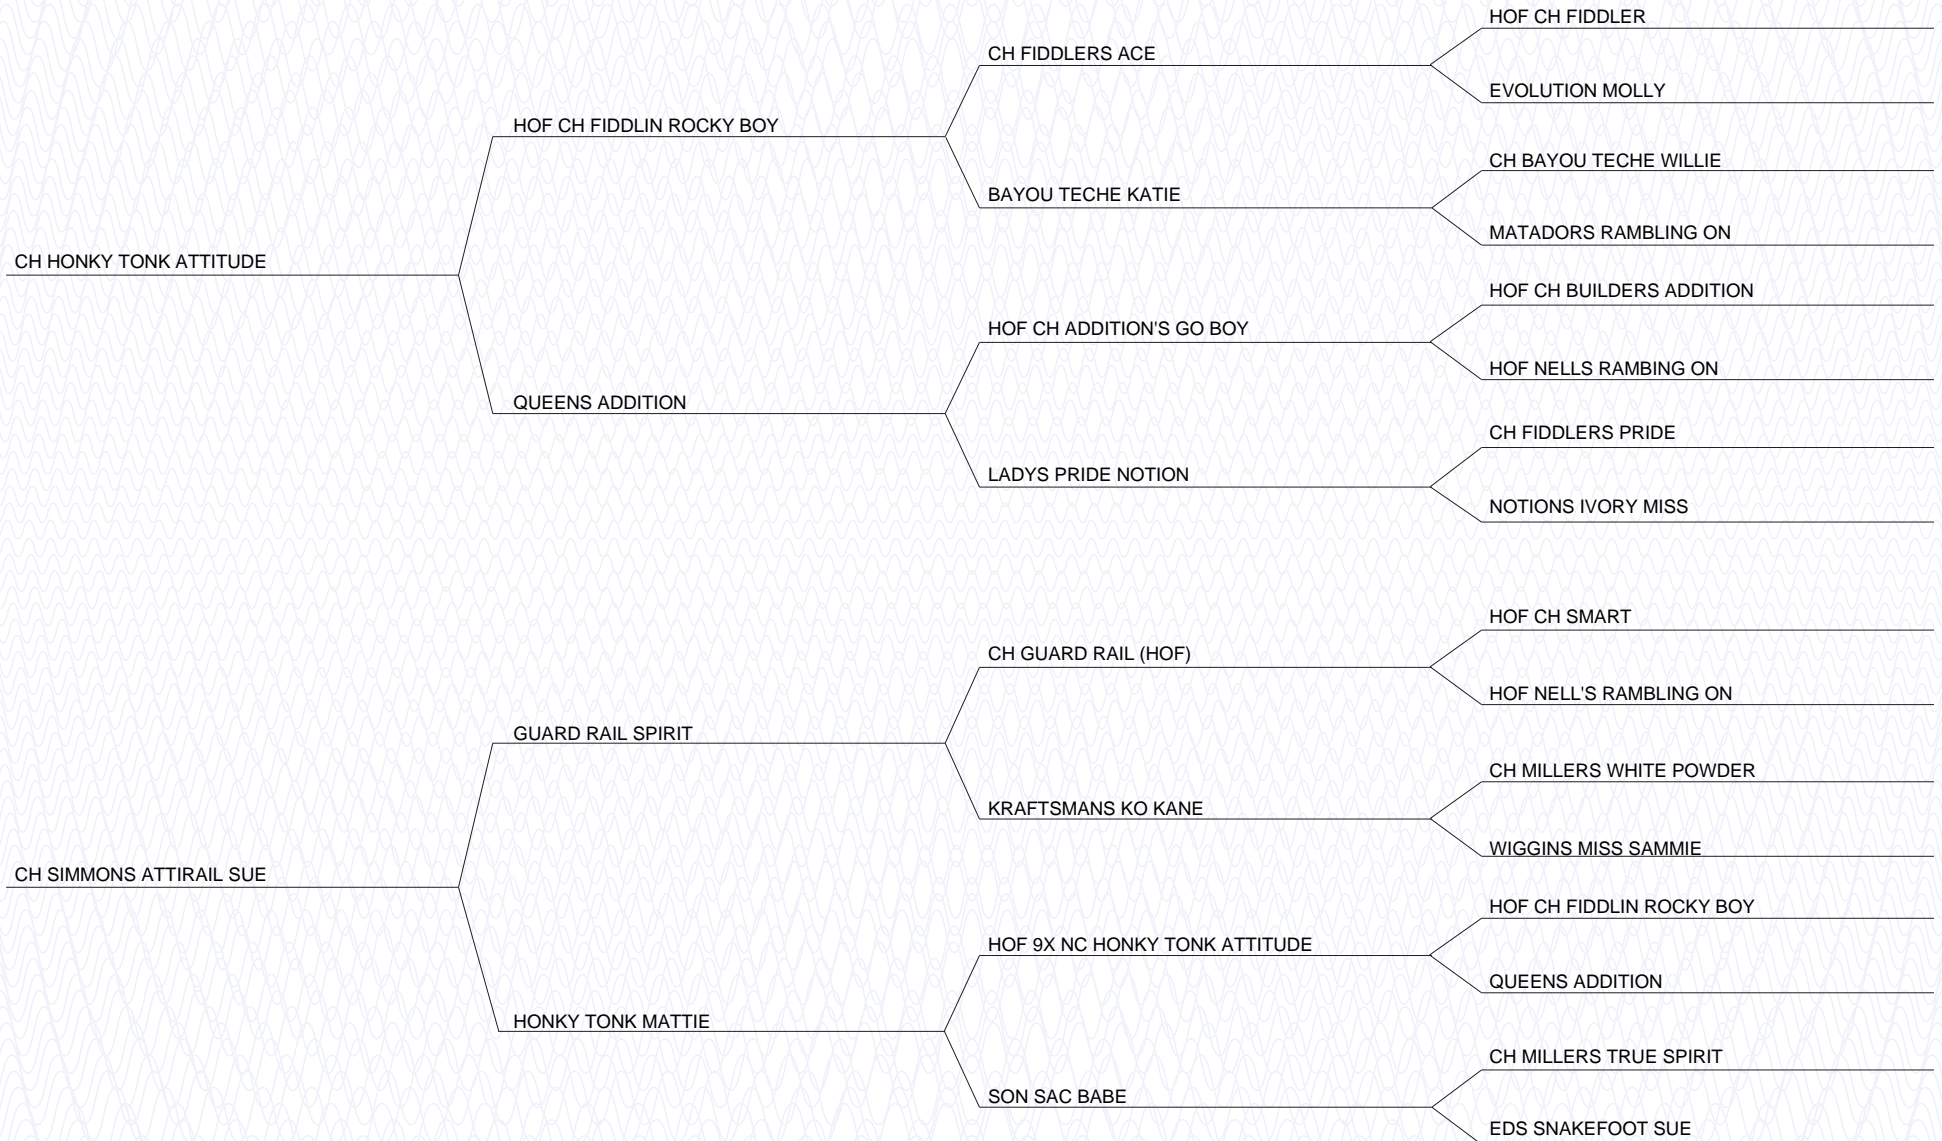 HOF CH FIDDLER
CH FIDDLERS ACE
EVOLUTION MOLLY
HOF CH FIDDLIN ROCKY BOY
CH BAYOU TECHE WILLIE
BAYOU TECHE KATIE
MATADORS RAMBLING ON
CH HONKY TONK ATTITUDE
HOF CH BUILDERS ADDITION
HOF CH ADDITION'S GO BOY
HOF NELLS RAMBING ON
QUEENS ADDITION
CH FIDDLERS PRIDE
LADYS PRIDE NOTION
NOTIONS IVORY MISS
HOF CH SMART
CH GUARD RAIL (HOF)
HOF NELL'S RAMBLING ON
GUARD RAIL SPIRIT
CH MILLERS WHITE POWDER
KRAFTSMANS KO KANE
WIGGINS MISS SAMMIE
CH SIMMONS ATTIRAIL SUE
HOF CH FIDDLIN ROCKY BOY
HOF 9X NC HONKY TONK ATTITUDE
QUEENS ADDITION
HONKY TONK MATTIE
CH MILLERS TRUE SPIRIT
SON SAC BABE
EDS SNAKEFOOT SUE